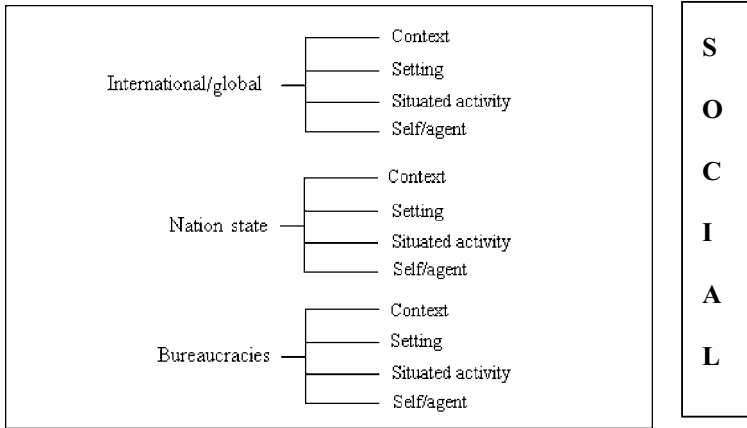 International/global
Context
Setting
Situated activity
Self/agent
Nation state
Context
Setting
Situated activity
Self/agent
Bureaucracies
Context
Setting
Situated activity
Self/agent
S
O
C
I
A
L